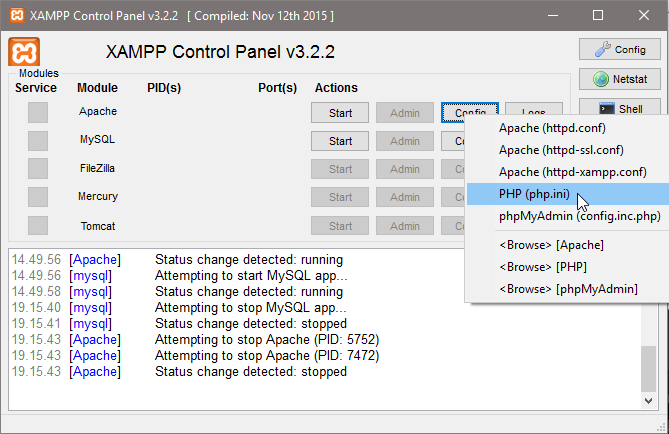 XAMPP Control Panel v3.2.2 [ Compiled: Nov 12th 2015 ]
XAMPP Control Panel v3.2.2
Config
Netstat
Shell
Modules
Service Module PID(s) Port(s) Actions
Apache Start Admin Config Logs
MySQL Start Admin
FileZilla Start Admin
Mercury Start Admin
Tomcat Start Admin
Apache (httpd.conf)
Apache (httpd-ssl.conf)
Apache (httpd-xampp.conf)
PHP (php.ini)
phpMyAdmin (config.inc.php)
<Browse> [Apache]
<Browse> [PHP]
<Browse> [phpMyAdmin]
14.49.56 [Apache] Status change detected: running
14.49.56 [mysql] Attempting to start MySQL app...
14.49.58 [mysql] Status change detected: running
19.15.40 [mysql] Attempting to stop MySQL app...
19.15.41 [mysql] Status change detected: stopped
19.15.43 [Apache] Attempting to stop Apache (PID: 5752)
19.15.43 [Apache] Attempting to stop Apache (PID: 7472)
19.15.43 [Apache] Status change detected: stopped